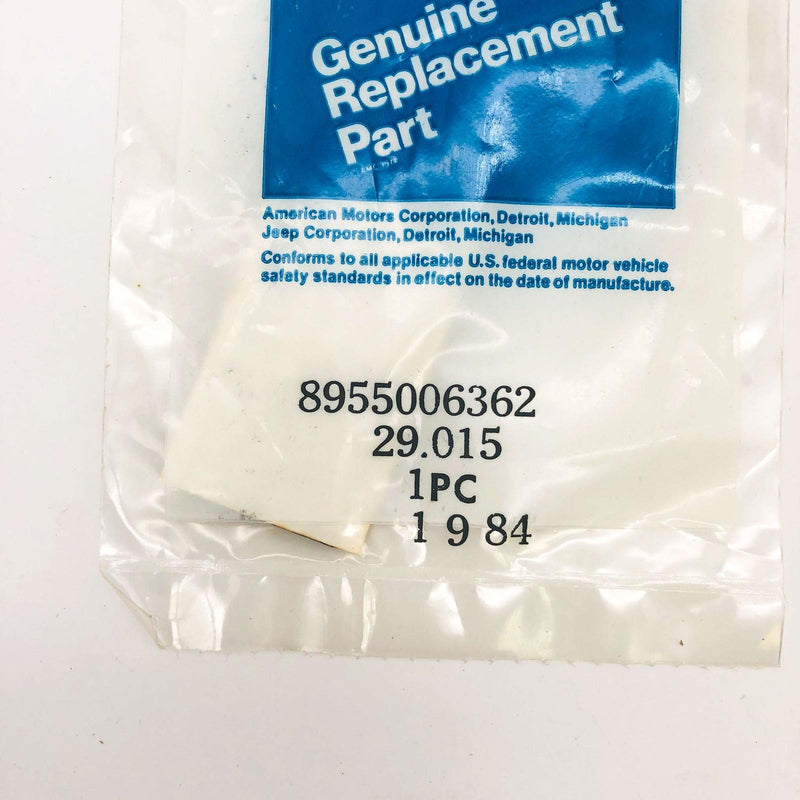 Genuine
Replacement
Part
American Motors Corporation, Detroit, Michigan
Jeep Corporation, Detroit, Michigan
Conforms to all applicable U.S. federal motor vehicle
safety standards in effect on the date of manufacture.
8955006362
29.015
1PC
1 9 84